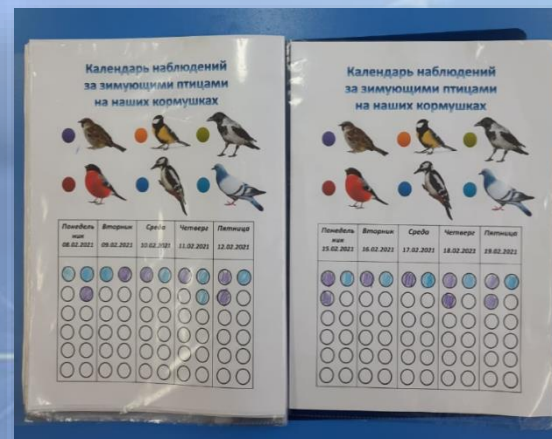 Календарь наблюдений
за зимующими птицами
на наших кормушках
Понедель
ник
08.02.2021
Вторник
09.02.2021
Среда
10.02.2021
Четверг
11.02.2021
Пятница
12.02.2021
Календарь наблюдений
за зимующими птицами
на наших кормушках
Понедель
ник
15.02.2021
Вторник
16.02.2021
Среда
17.02.2021
Четверг
18.02.2021
Пятница
19.02.2021